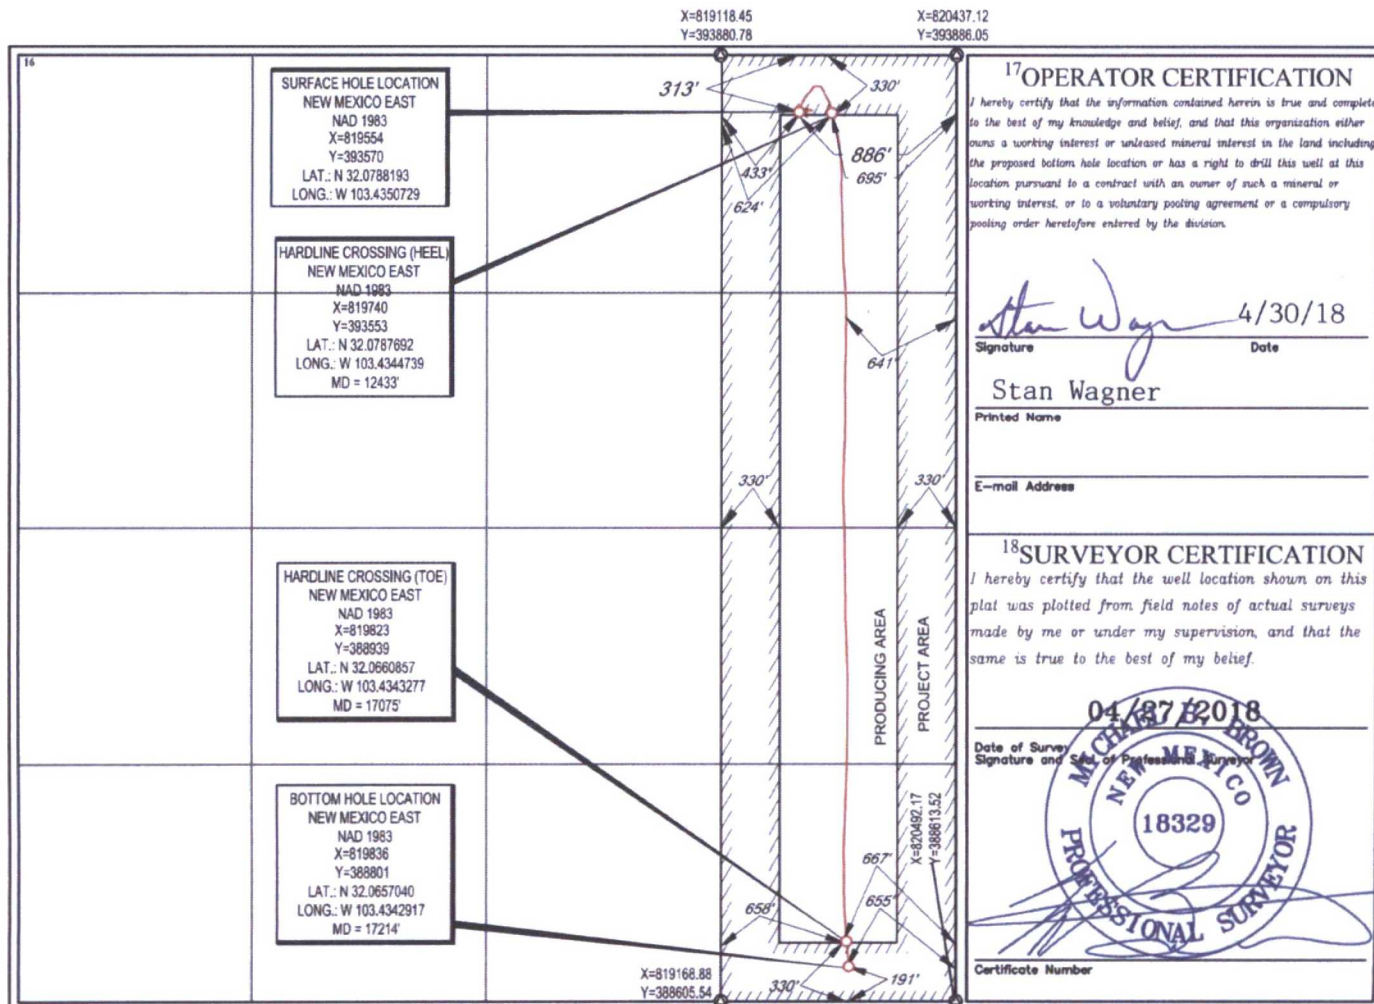 X=819118.45
Y=393880.78
X=820437.12
Y=393886.05
16
SURFACE HOLE LOCATION
NEW MEXICO EAST
NAD 1983
X=819554
Y=393570
LAT.: N 32.0788193
LONG.: W 103.4350729
313'
330'
886'
433'
695'
624'
HARDLINE CROSSING (HEEL)
NEW MEXICO EAST
NAD 1983
X=819740
Y=393553
LAT.: N 32.0787692
LONG.: W 103.4344739
MD = 12433'
641'
330'
330'
HARDLINE CROSSING (TOE)
NEW MEXICO EAST
NAD 1983
X=819823
Y=388939
LAT.: N 32.0660857
LONG.: W 103.4343277
MD = 17075'
PRODUCING AREA
PROJECT AREA
X=820492.17
Y=388613.52
BOTTOM HOLE LOCATION
NEW MEXICO EAST
NAD 1983
X=819836
Y=388801
LAT.: N 32.0657040
LONG.: W 103.4342917
MD = 17214'
667'
658'
655'
330'
191'
X=819168.88
Y=388605.54
17 OPERATOR CERTIFICATION
I hereby certify that the information contained herein is true and complete
to the best of my knowledge and belief, and that this organization either
owns a working interest or unleased mineral interest in the land including
the proposed bottom hole location or has a right to drill this well at this
location pursuant to a contract with an owner of such a mineral or
working interest, or to a voluntary pooling agreement or a compulsory
pooling order heretofore entered by the division.
Stan Wagner 4/30/18
Signature Date
Stan Wagner
Printed Name
E-mail Address
18 SURVEYOR CERTIFICATION
I hereby certify that the well location shown on this
plat was plotted from field notes of actual surveys
made by me or under my supervision, and that the
same is true to the best of my belief.
04/27/2018
Date of Survey
Signature and Seal of Professional Surveyor
MICHAEL B. BROWN
NEW MEXICO
18329
PROFESSIONAL SURVEYOR
Certificate Number